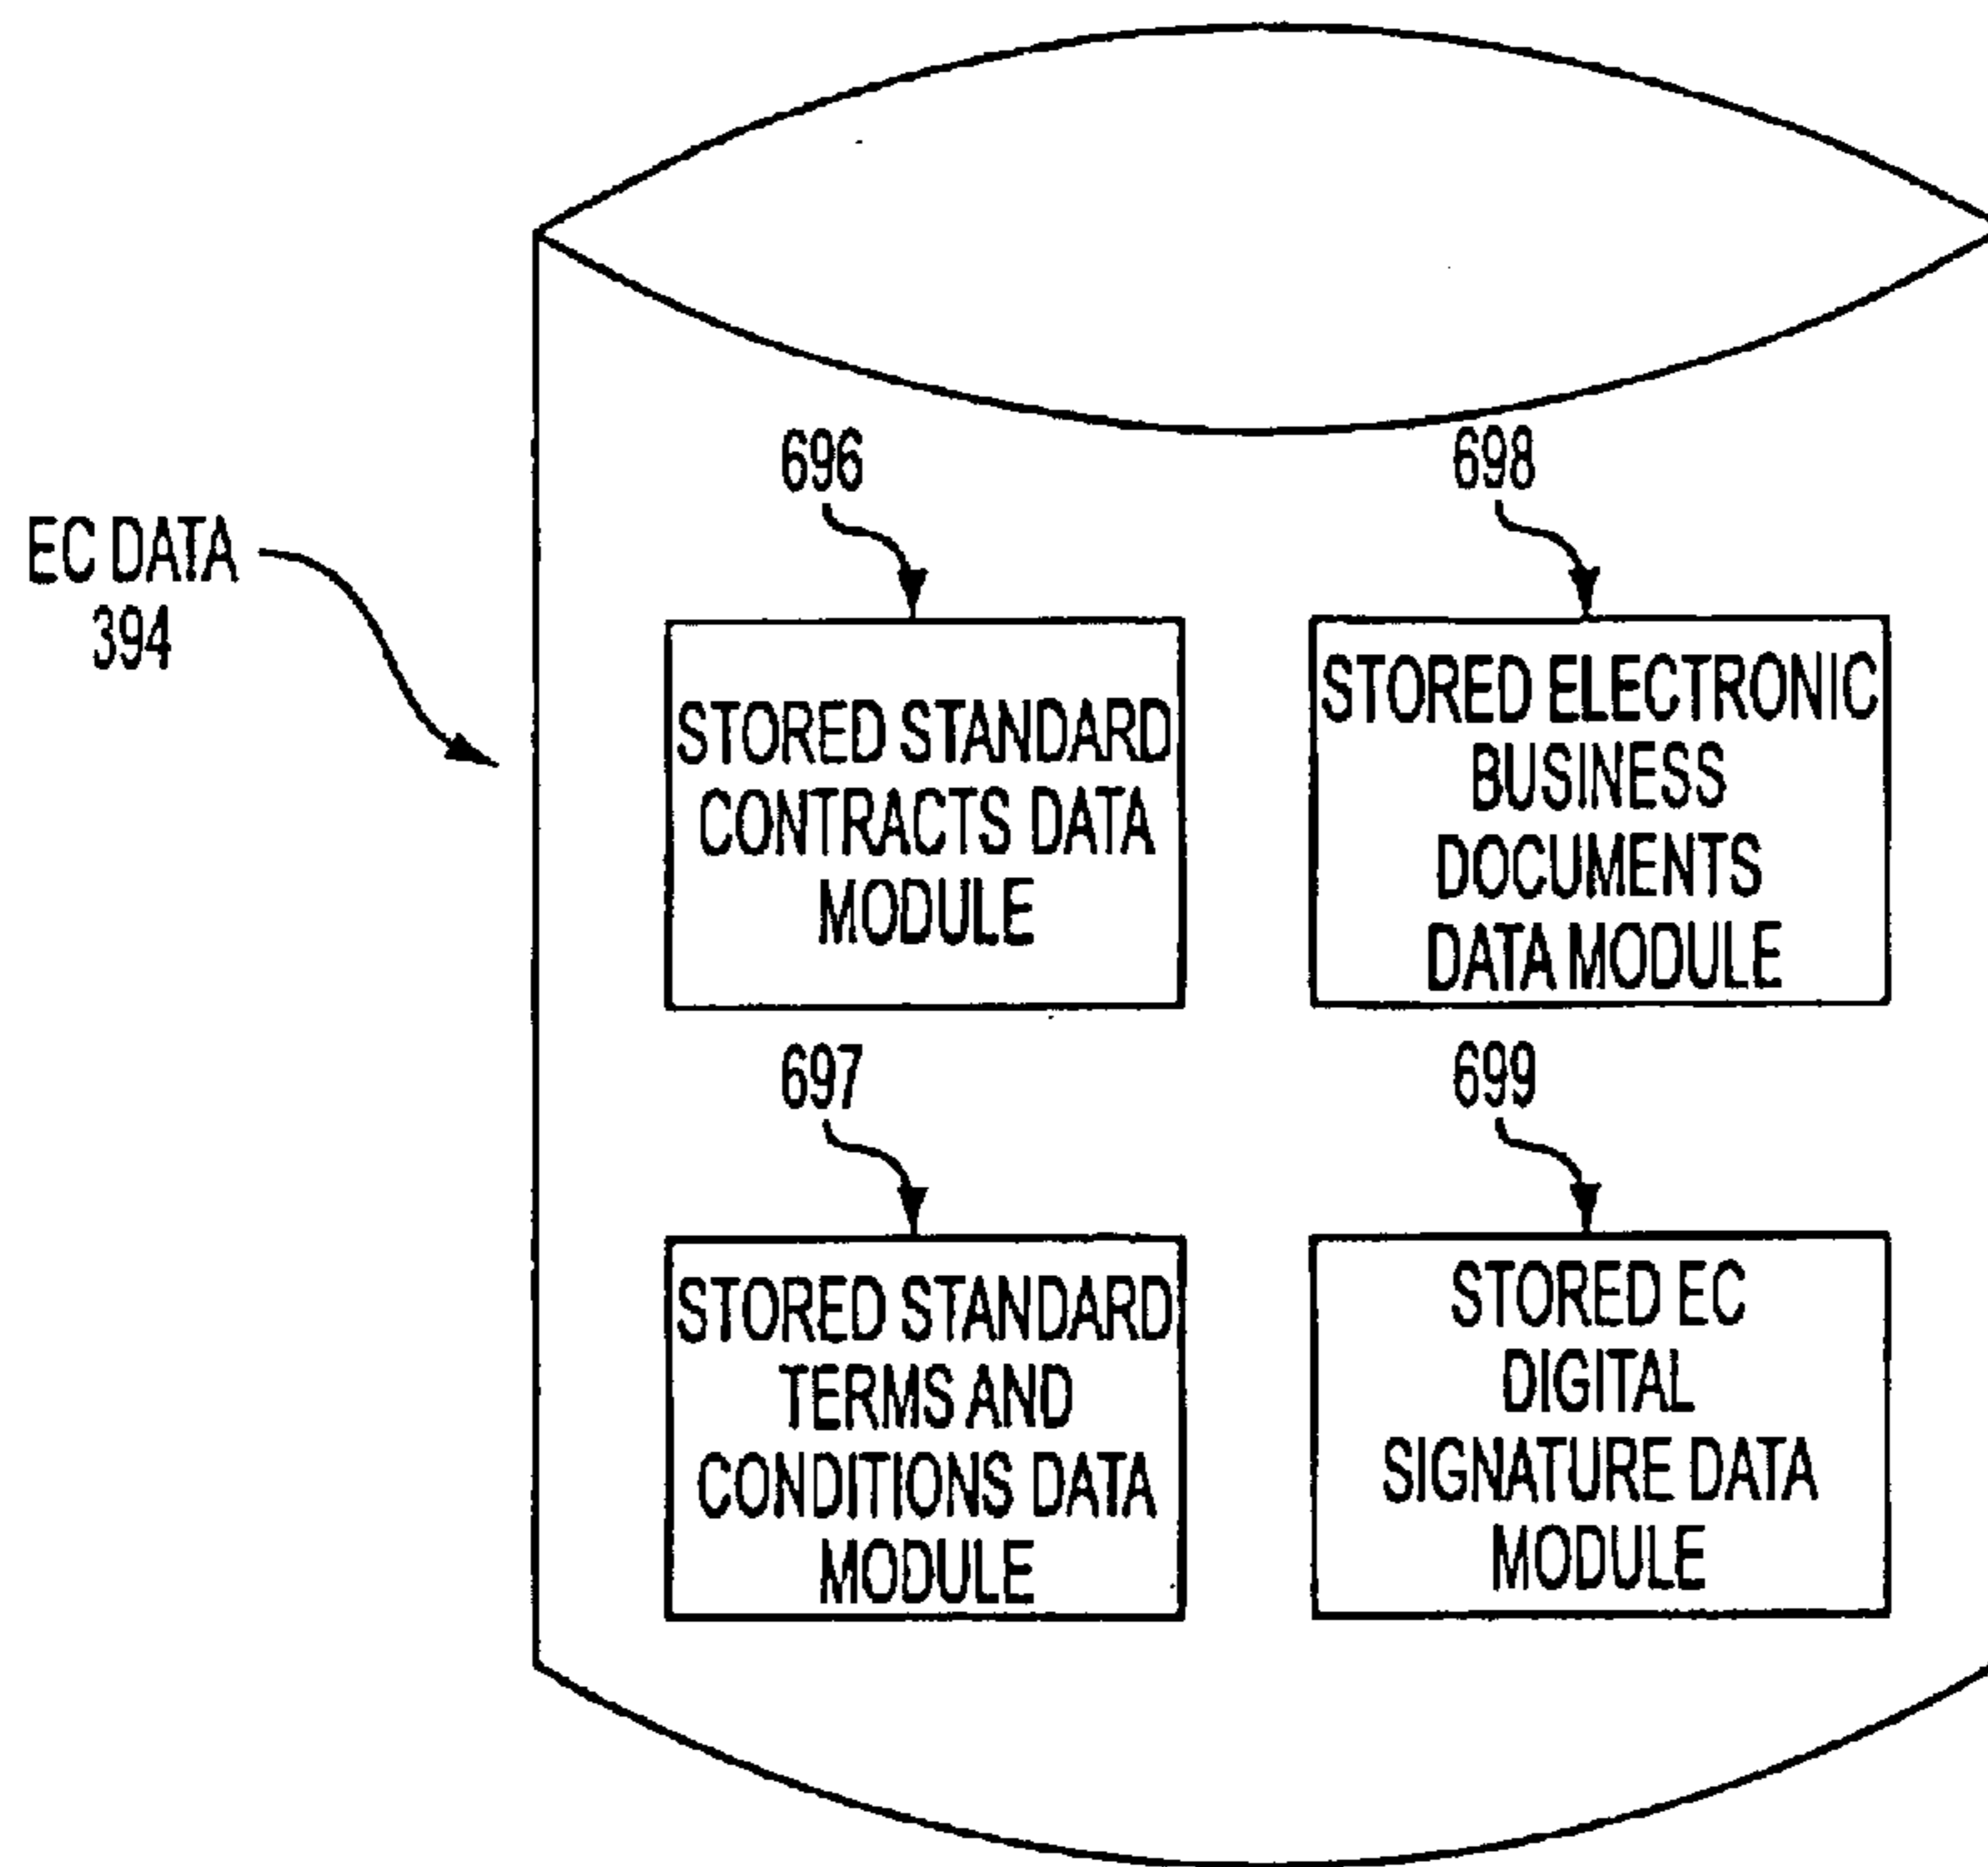 EC DATA
394
696
STORED STANDARD
CONTRACTS DATA
MODULE
698
STORED ELECTRONIC
BUSINESS
DOCUMENTS
DATA MODULE
697
STORED STANDARD
TERMS AND
CONDITIONS DATA
MODULE
699
STORED EC
DIGITAL
SIGNATURE DATA
MODULE